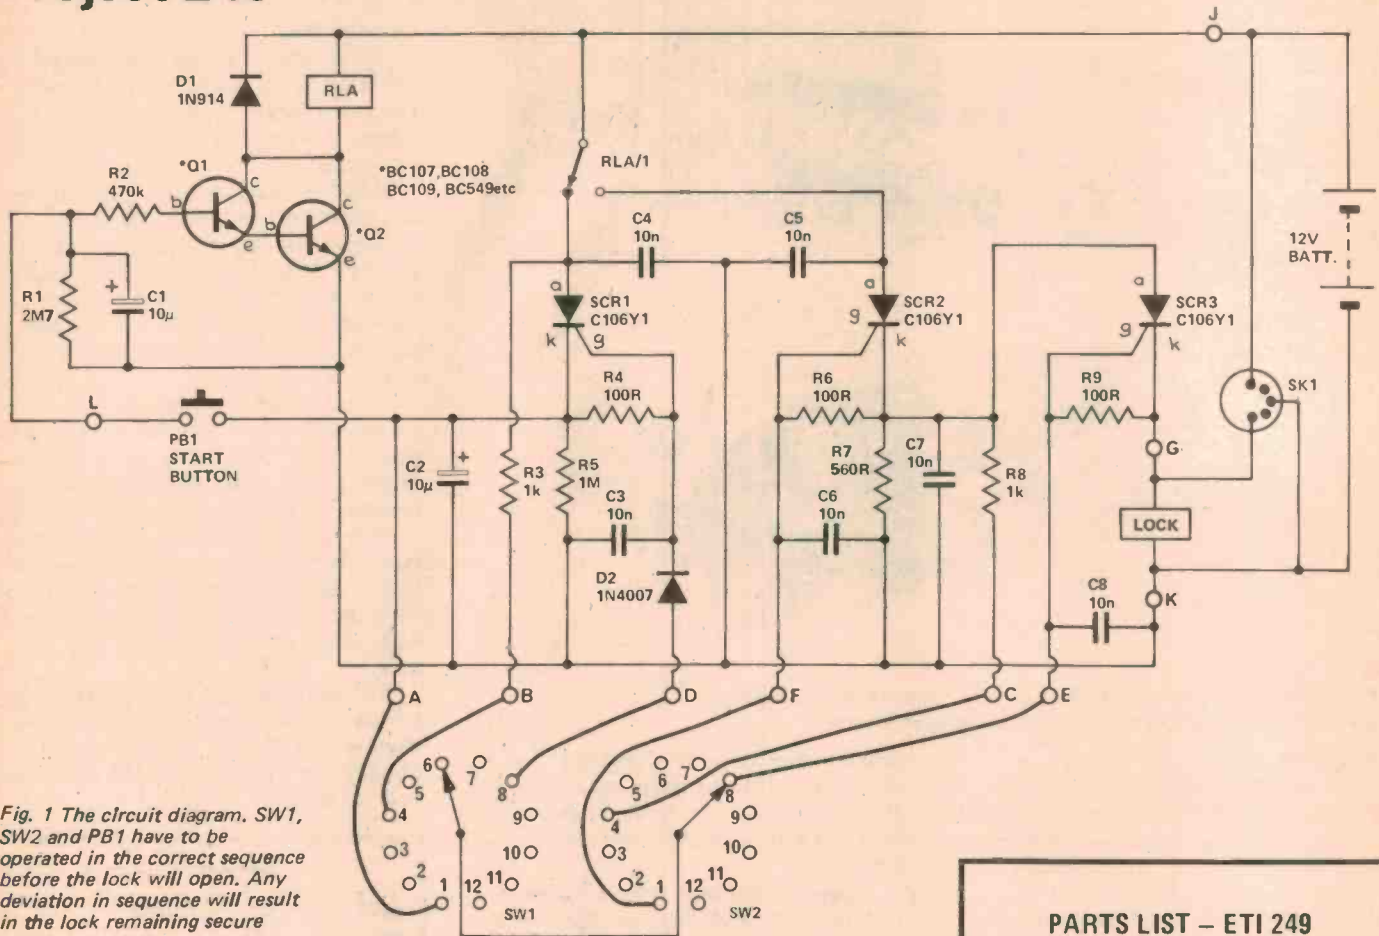 D1
1N914
RLA
*Q1
R2
470k
b
c
e
*BC107,BC108
BC109, BC549etc
b
c
*Q2
e
R1
2M7
+
C1
10μ
L
PB1
START
BUTTON
RLA/1
C4
10n
C5
10n
a
SCR1
C106Y1
k
g
a
g
SCR2
C106Y1
k
a
g
SCR3
C106Y1
k
J
12V
BATT.
SK1
R4
100R
R6
100R
R9
100R
C2
10μ
+
R3
1k
R5
1M
C3
10n
D2
1N4007
R7
560R
C6
10n
C7
10n
R8
1k
G
LOCK
C8
10n
K
A
B
D
F
C
E
6
7
5
8
4
9
3
10
2
11
1
12
SW1
6
7
5
8
4
9
3
10
2
11
1
12
SW2
Fig. 1 The circuit diagram. SW1,
SW2 and PB1 have to be
operated in the correct sequence
before the lock will open. Any
deviation in sequence will result
in the lock remaining secure
PARTS LIST – ETI 249